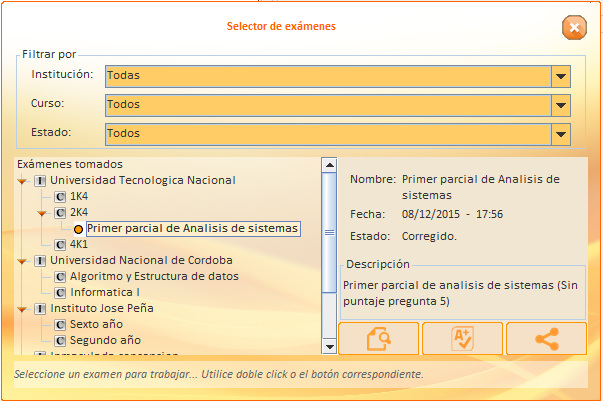 Selector de exámenes
Filtrar por
Institución: Todas
Curso: Todos
Estado: Todos
Exámenes tomados
I Universidad Tecnologica Nacional
C 1K4
C 2K4
Primer parcial de Analisis de sistemas
C 4K1
I Universidad Nacional de Cordoba
C Algoritmo y Estructura de datos
C Informatica I
I Instituto Jose Peña
C Sexto año
C Segundo año
Inmaculada concepcion
Nombre: Primer parcial de Analisis de
sistemas
Fecha: 08/12/2015 - 17:56
Estado: Corregido.
Descripción
Primer parcial de analisis de sistemas (Sin
puntaje pregunta 5)
A+
Seleccione un examen para trabajar... Utilice doble click o el botón correspondiente.